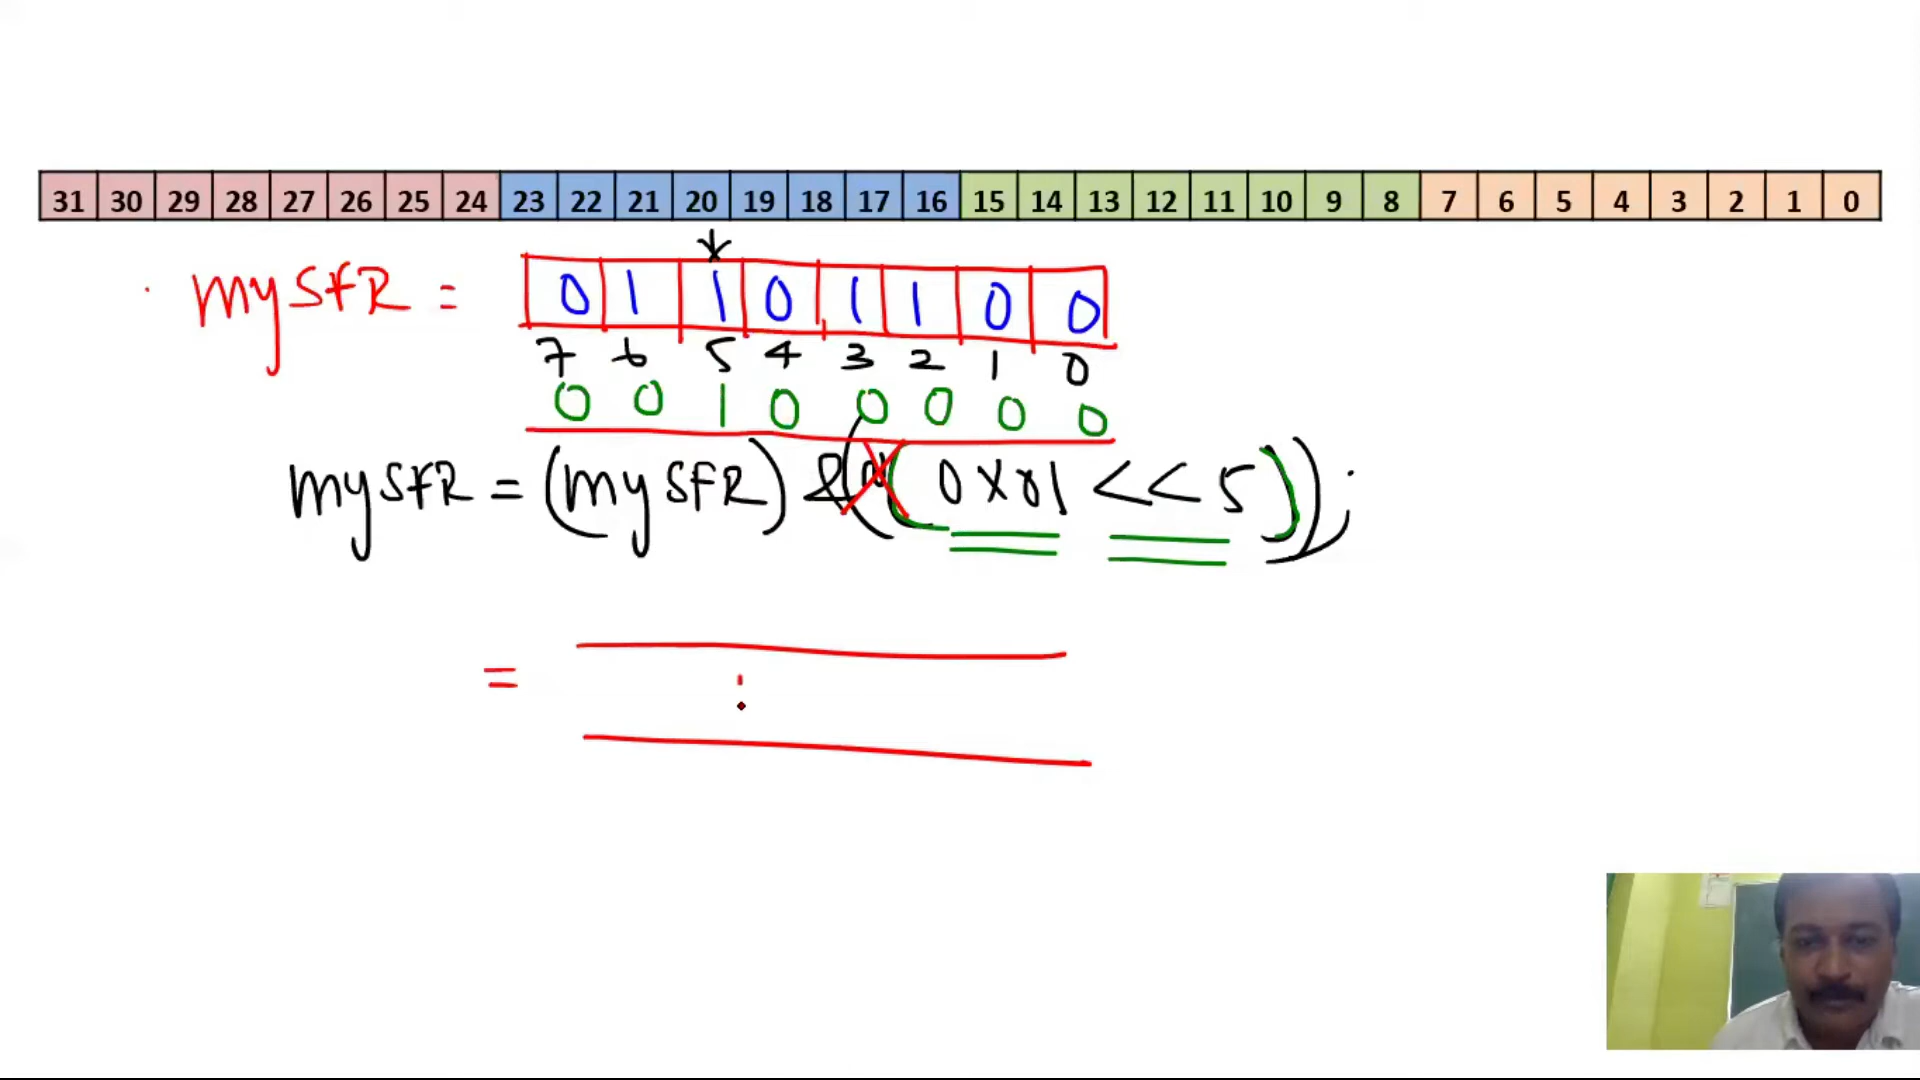 31 30 29 28 27 26 25 24 23 22 21 20 19 18 17 16 15 14 13 12 11 10 9 8 7 6 5 4 3 2 1 0
mySFR = 0 1 1 0 1 1 0 0
7 6 5 4 3 2 1 0
0 0 1 0 0 0 0 0
mySFR = (mySFR) & ((0x01 << 5));
=